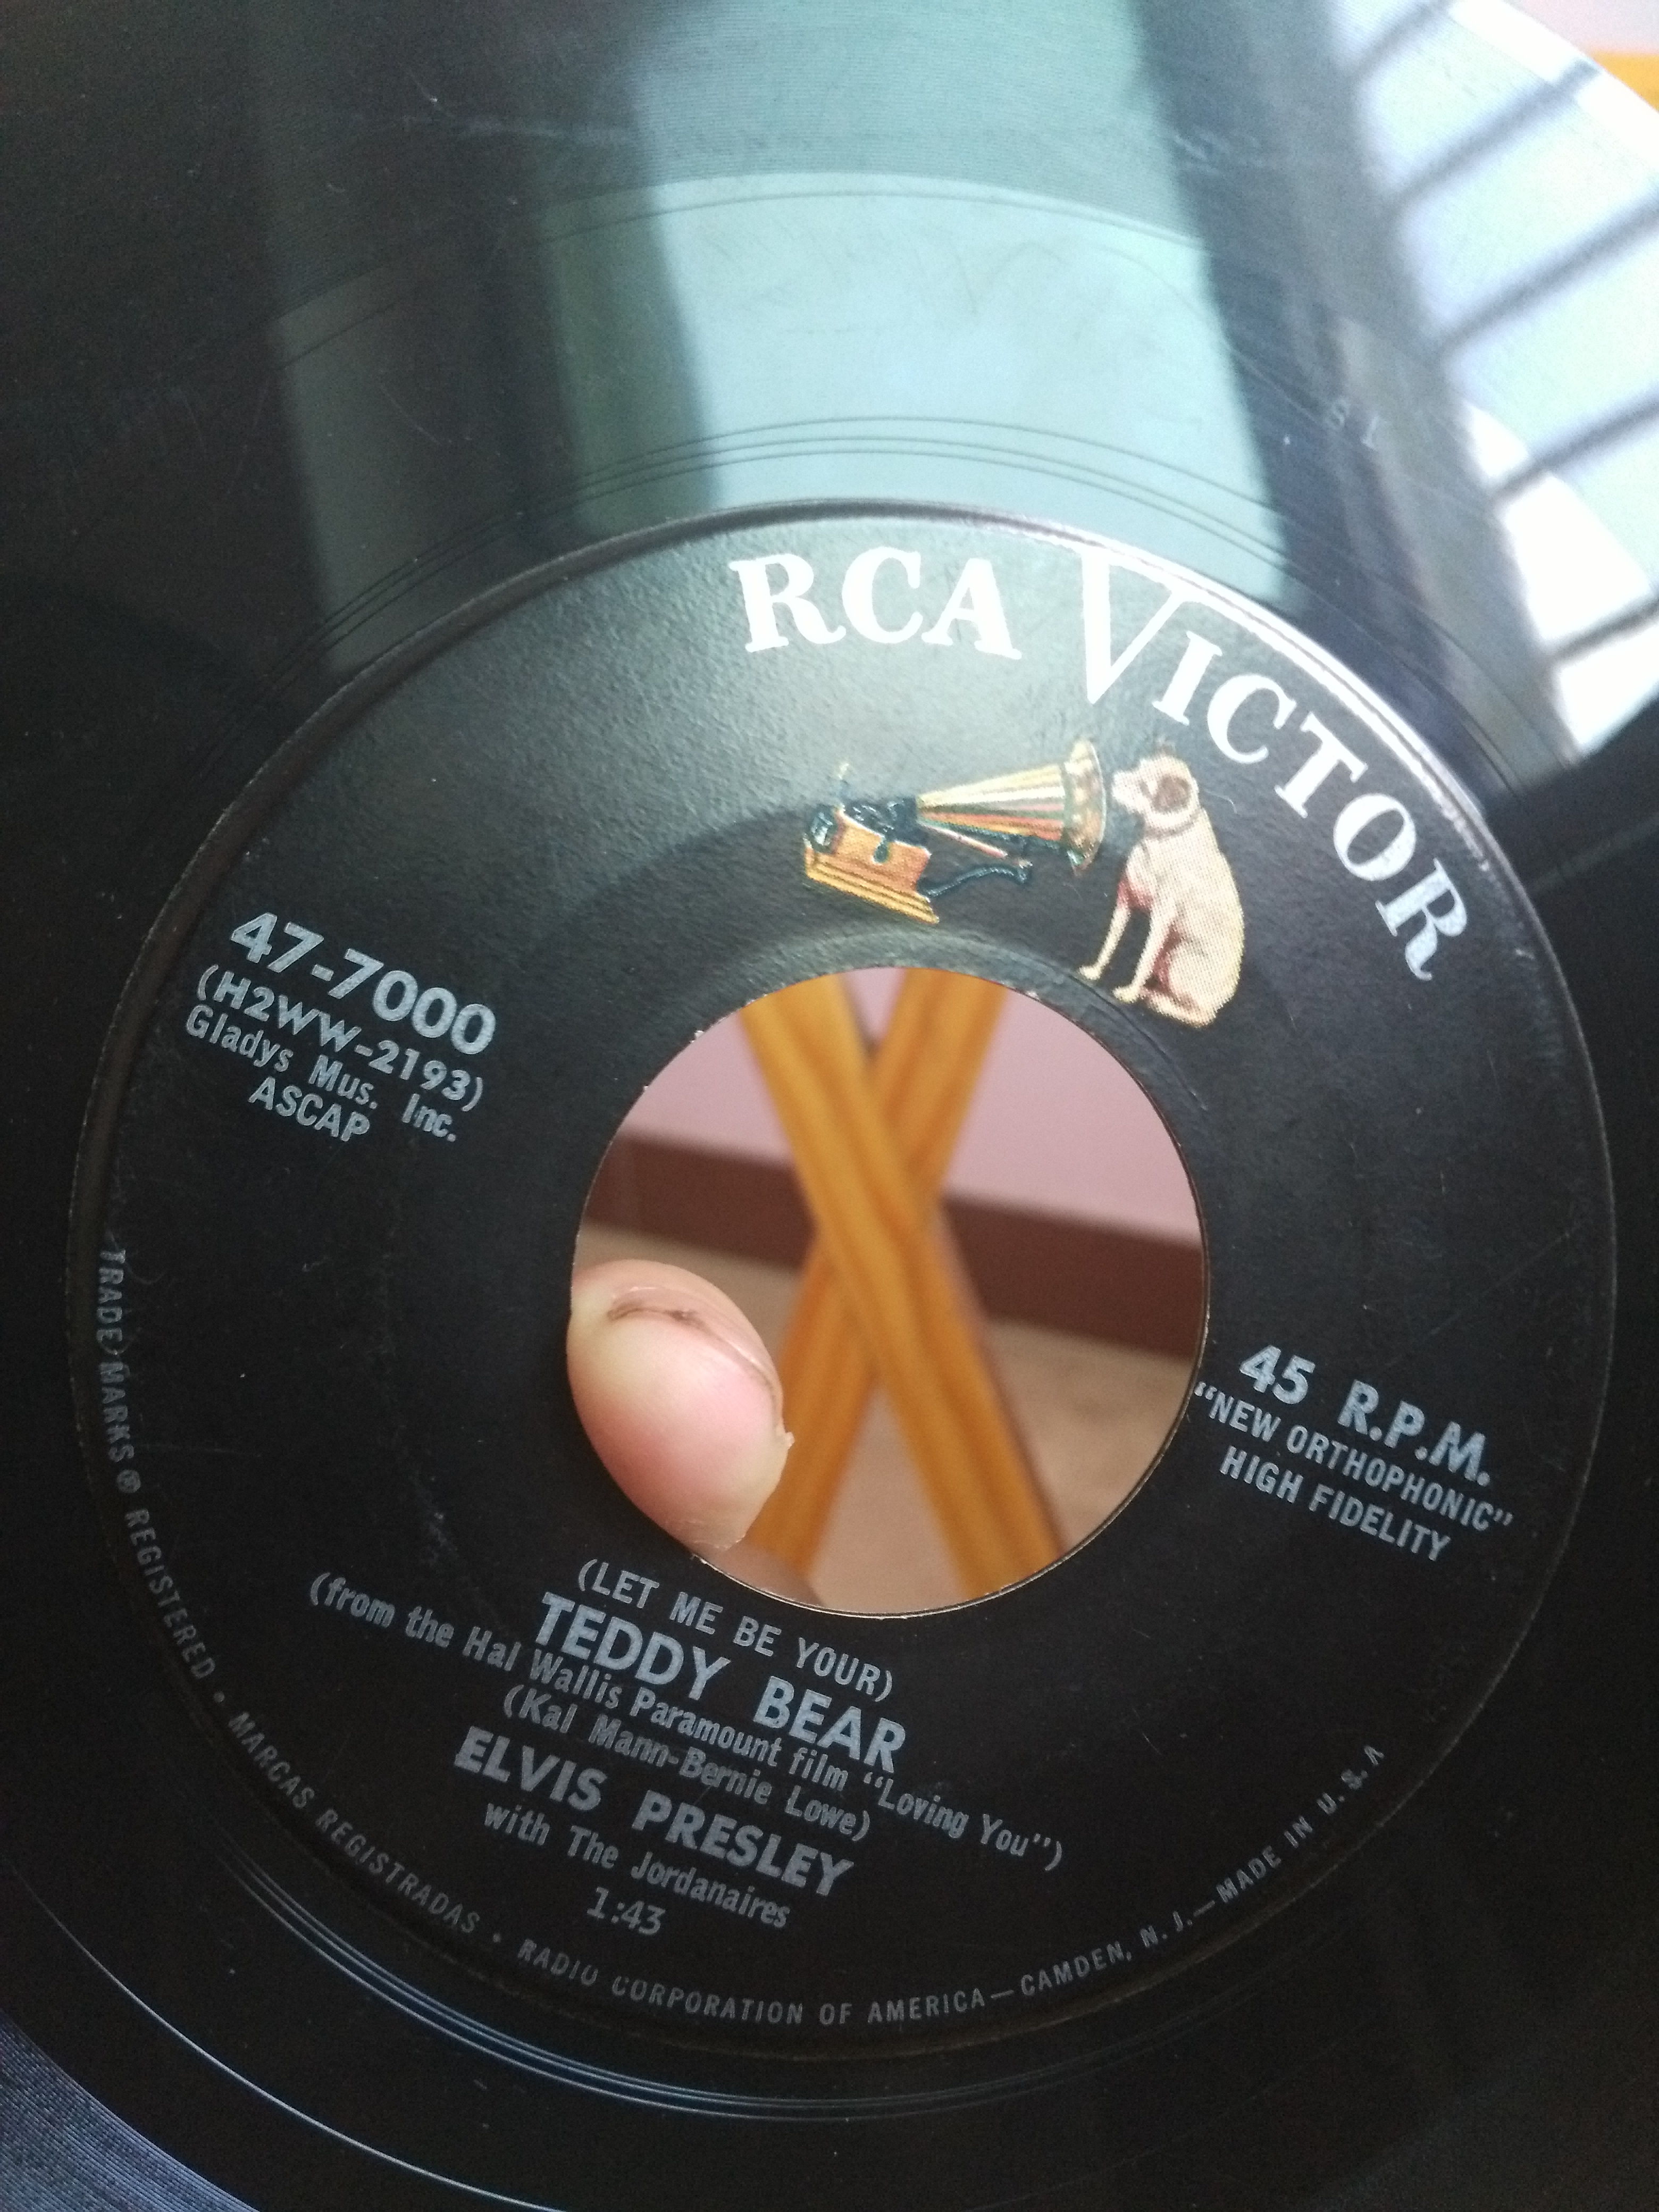 RCA VICTOR
47-7000
(H2WW-2193)
Gladys Mus. Inc.
ASCAP
45 R.P.M.
"NEW ORTHOPHONIC"
HIGH FIDELITY
(LET ME BE YOUR)
TEDDY BEAR
(from the Hal Wallis Paramount film "Loving You")
(Kal Mann-Bernie Lowe)
ELVIS PRESLEY
with The Jordanaires
1:43
TRADE MARKS ® REGISTERED • MARCAS REGISTRADAS • RADIO CORPORATION OF AMERICA—CAMDEN, N. J.—MADE IN U. S. A